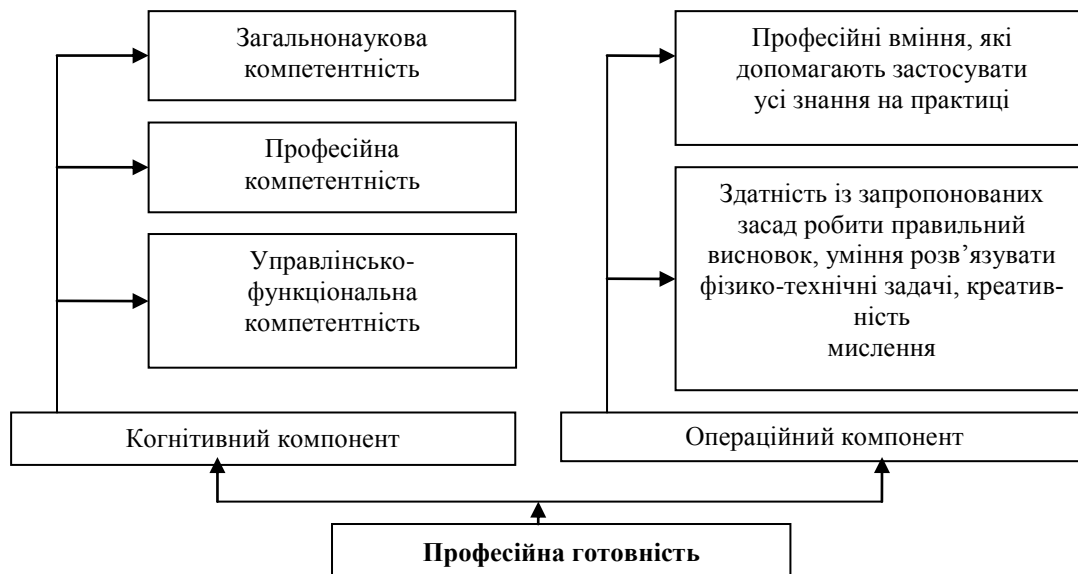 Загальнонаукова
компетентність
Професійна
компетентність
Управлінсько-
функціональна
компетентність
Когнітивний компонент
Професійні вміння, які
допомагають застосувати
усі знання на практиці
Здатність із запропонованих
засад робити правильний
висновок, уміння розв’язувати
фізико-технічні задачі, креатив-
ність
мислення
Операційний компонент
Професійна готовність